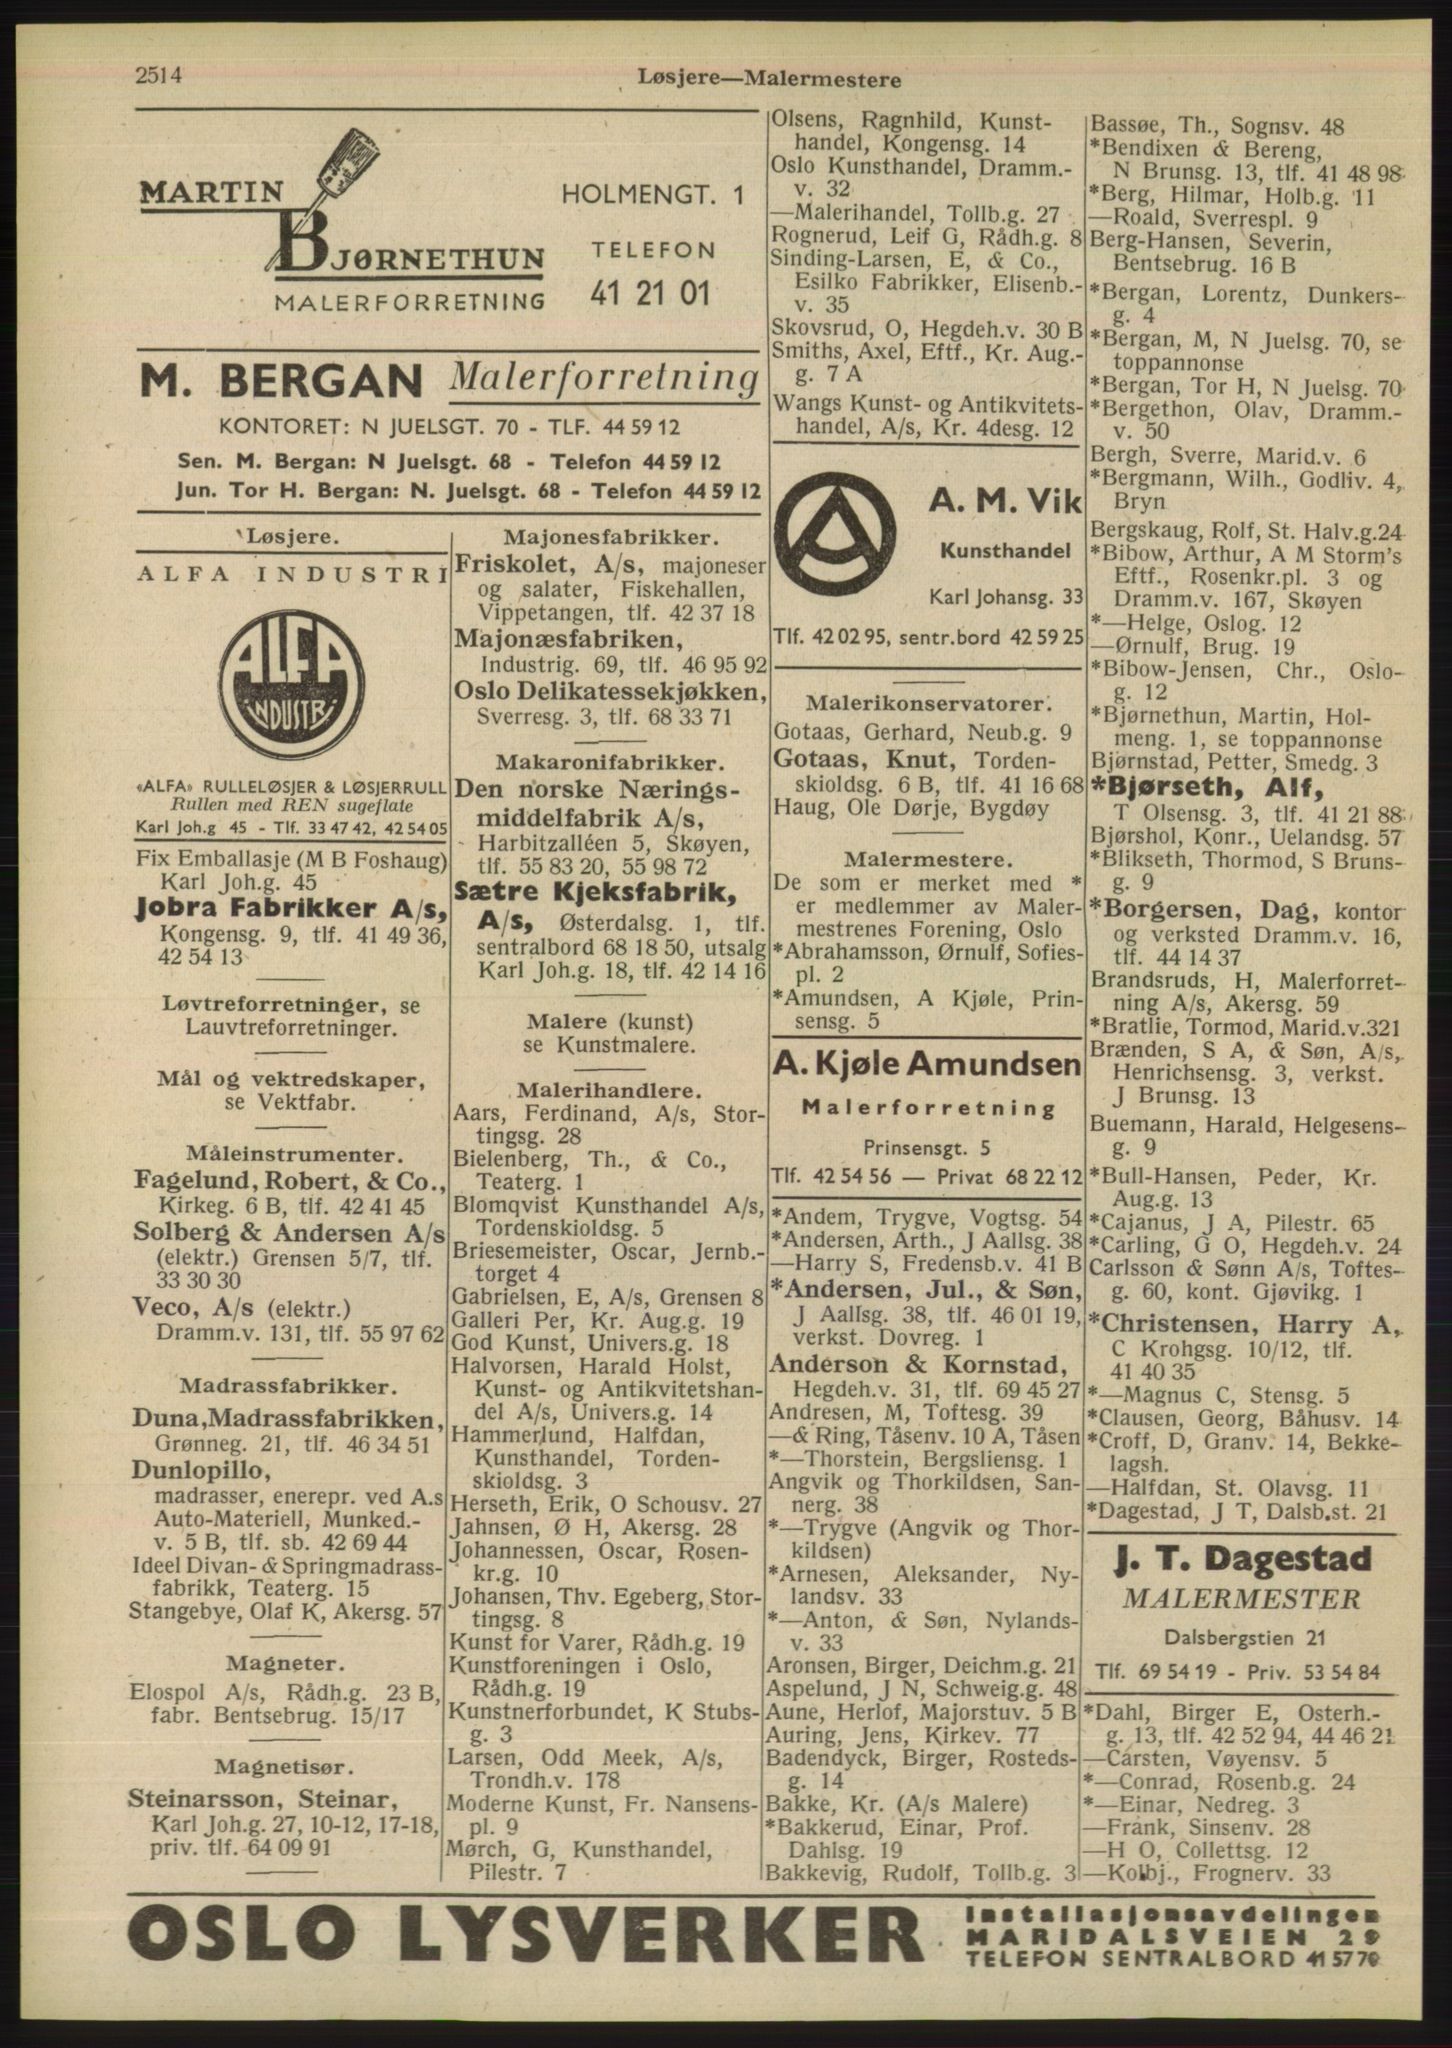 2514
Løsjere—Malermestere
MARTIN
BJØRNETHUN
MALERFORRETNING
HOLMENGT. 1
TELEFON
41 21 01
M. BERGAN Malerforretning
KONTORET: N JUELSGT. 70 - TLF. 44 59 12
Sen. M. Bergan: N Juelsgt. 68 - Telefon 44 59 12
Jun. Tor H. Bergan: N. Juelsgt. 68 - Telefon 44 59 12
Løsjere.
ALFA INDUSTRI
ALFA
INDUSTRI
«ALFA» RULLELØSJER & LØSJERRULL
Rullen med REN sugeflate
Karl Joh.g 45 - Tlf. 33 47 42, 42 54 05
Fix Emballasje (M B Foshaug)
Karl Joh.g. 45
Jobra Fabrikker A/s,
Kongensg. 9, tlf. 41 49 36,
42 54 13
Løvtreforretninger, se
Lauvtreforretninger.
Mål og vektredskaper,
se Vektfabr.
Måleinstrumenter.
Fagelund, Robert, & Co.,
Kirkeg. 6 B, tlf. 42 41 45
Solberg & Andersen A/s
(elektr.) Grensen 5/7, tlf.
33 30 30
Veco, A/s (elektr.)
Dramm.v. 131, tlf. 55 97 62
Madrassfabrikker.
Duna, Madrassfabrikken,
Grønneg. 21, tlf. 46 34 51
Dunlopillo,
madrasser, enerepr. ved A.s
Auto-Materiell, Munked.-
v. 5 B, tlf. sb. 42 69 44
Ideel Divan- & Springmadrass-
fabrikk, Teaterg. 15
Stangebye, Olaf K, Akersg. 57
Magneter.
Elospol A/s, Rådh.g. 23 B,
fabr. Bentsebrug. 15/17
Magnetisør.
Steinarsson, Steinar,
Karl Joh.g. 27, 10-12, 17-18,
priv. tlf. 64 09 91
Majonesfabrikker.
Friskolet, A/s, majoneser
og salater, Fiskehallen,
Vippetangen, tlf. 42 37 18
Majonæsfabriken,
Industrig. 69, tlf. 46 95 92
Oslo Delikatessekjøkken,
Sverresg. 3, tlf. 68 33 71
Makaronifabrikker.
Den norske Nærings-
middelfabrik A/s,
Harbitzalléen 5, Skøyen,
tlf. 55 83 20, 55 98 72
Sætre Kjeksfabrik,
A/s, Østerdalsg. 1, tlf.
sentralbord 68 18 50, utsalg
Karl Joh.g. 18, tlf. 42 14 16
Malere (kunst)
se Kunstmalere.
Malerihandlere.
Aars, Ferdinand, A/s, Stor-
tingsg. 28
Bielenberg, Th., & Co.,
Teaterg. 1
Blomqvist Kunsthandel A/s,
Tordenskioldsg. 5
Briesemeister, Oscar, Jernb.-
torget 4
Gabrielsen, E, A/s, Grensen 8
Galleri Per, Kr. Aug.g. 19
God Kunst, Univers.g. 18
Halvorsen, Harald Holst,
Kunst- og Antikvitetshan-
del A/s, Univers.g. 14
Hammerlund, Halfdan,
Kunsthandel, Torden-
skioldsg. 3
Herseth, Erik, O Schousv. 27
Jahnsen, Ø H, Akersg. 28
Johannessen, Oscar, Rosen-
kr.g. 10
Johansen, Thv. Egeberg, Stor-
tingsg. 8
Kunst for Varer, Rådh.g. 19
Kunstforeningen i Oslo,
Rådh.g. 19
Kunstnerforbundet, K Stubs-
g. 3
Larsen, Odd Meek, A/s,
Trondh.v. 178
Moderne Kunst, Fr. Nansens-
pl. 9
Mørch, G, Kunsthandel,
Pilestr. 7
Olsens, Ragnhild, Kunst-
handel, Kongensg. 14
Oslo Kunsthandel, Dramm.-
v. 32
—Malerihandel, Tollb.g. 27
Rognerud, Leif G, Rådh.g. 8
Sinding-Larsen, E, & Co.,
Esilko Fabrikker, Elisenb.-
v. 35
Skovsrud, O, Hegdeh.v. 30 B
Smiths, Axel, Eftf., Kr. Aug.-
g. 7 A
Wangs Kunst- og Antikvitets-
handel, A/s, Kr. 4desg. 12
A. M. Vik
Kunsthandel
Karl Johansg. 33
Tlf. 42 02 95, sentr.bord 42 59 25
Malerikonservatorer.
Gotaas, Gerhard, Neub.g. 9
Gotaas, Knut, Torden-
skioldsg. 6 B, tlf. 41 16 68
Haug, Ole Dørje, Bygdøy
Malermestere.
De som er merket med *
er medlemmer av Maler-
mestrenes Forening, Oslo
*Abrahamsson, Ørnulf, Sofies-
pl. 2
*Amundsen, A Kjøle, Prin-
sensg. 5
A. Kjøle Amundsen
Malerforretning
Prinsensgt. 5
Tlf. 42 54 56 — Privat 68 22 12
*Andem, Trygve, Vogtsg. 54
*Andersen, Arth., J Aallsg. 38
—Harry S, Fredensb.v. 41 B
*Andersen, Jul., & Søn,
J Aallsg. 38, tlf. 46 01 19,
verkst. Dovreg. 1
Anderson & Kornstad,
Hegdeh.v. 31, tlf. 69 45 27
Andresen, M, Toftesg. 39
—& Ring, Tåsenv. 10 A, Tåsen
*—Thorstein, Bergsliensg. 1
Angvik og Thorkildsen, San-
nerg. 38
*—Trygve (Angvik og Thor-
kildsen)
*Arnesen, Aleksander, Ny-
landsv. 33
*—Anton, & Søn, Nylands-
v. 33
Aronsen, Birger, Deichm.g. 21
Aspelund, J N, Schweig.g. 48
Aune, Herlof, Majorstuv. 5 B
Auring, Jens, Kirkev. 77
Badendyck, Birger, Rosteds-
g. 14
Bakke, Kr. (A/s Malere)
*Bakkerud, Einar, Prof.
Dahlsg. 19
Bakkevig, Rudolf, Tollb.g. 3
Bassøe, Th., Sognsv. 48
*Bendixen & Bereng,
N Brunsg. 13, tlf. 41 48 98
*Berg, Hilmar, Holb.g. 11
—Roald, Sverrespl. 9
Berg-Hansen, Severin,
Bentsebrug. 16 B
*Bergan, Lorentz, Dunkers-
g. 4
*Bergan, M, N Juelsg. 70, se
toppannonse
*Bergan, Tor H, N Juelsg. 70
*Bergethon, Olav, Dramm.-
v. 50
Bergh, Sverre, Marid.v. 6
*Bergmann, Wilh., Godliv. 4,
Bryn
Bergskaug, Rolf, St. Halv.g.24
*Bibow, Arthur, A M Storm's
Eftf., Rosenkr.pl. 3 og
Dramm.v. 167, Skøyen
*—Helge, Oslog. 12
—Ørnulf, Brug. 19
*Bibow-Jensen, Chr., Oslo-
g. 12
*Bjørnethun, Martin, Hol-
meng. 1, se toppannonse
Bjørnstad, Petter, Smedg. 3
*Bjørseth, Alf,
T Olsensg. 3, tlf. 41 21 88
Bjørshol, Konr., Uelandsg. 57
*Blikseth, Thormod, S Bruns-
g. 9
*Borgersen, Dag, kontor
og verksted Dramm.v. 16,
tlf. 44 14 37
Brandsruds, H, Malerforret-
ning A/s, Akersg. 59
*Bratlie, Tormod, Marid.v.321
Brænden, S A, & Søn, A/s,
Henrichsensg. 3, verkst.
J Brunsg. 13
Buemann, Harald, Helgesens-
g. 9
*Bull-Hansen, Peder, Kr.
Aug.g. 13
*Cajanus, J A, Pilestr. 65
*Carling, G O, Hegdeh.v. 24
Carlsson & Sønn A/s, Toftes-
g. 60, kont. Gjøvikg. 1
*Christensen, Harry A,
C Krohgsg. 10/12, tlf.
41 40 35
*—Magnus C, Stensg. 5
*Clausen, Georg, Båhusv. 14
*Croff, D, Granv. 14, Bekke-
lagsh.
—Halfdan, St. Olavsg. 11
*Dagestad, J T, Dalsb.st. 21
J. T. Dagestad
MALERMESTER
Dalsbergstien 21
Tlf. 69 54 19 - Priv. 53 54 84
*Dahl, Birger E, Osterh.-
g. 13, tlf. 42 52 94, 44 46 21
—Carsten, Vøyensv. 5
*—Conrad, Rosenb.g. 24
*—Einar, Nedreg. 3
—Frank, Sinsenv. 28
—H O, Collettsg. 12
—Kolbj., Frognerv. 33
OSLO LYSVERKER
Installasjonsavdelingen
MARIDALSVEIEN 29
TELEFON SENTRALBORD 41 57 70